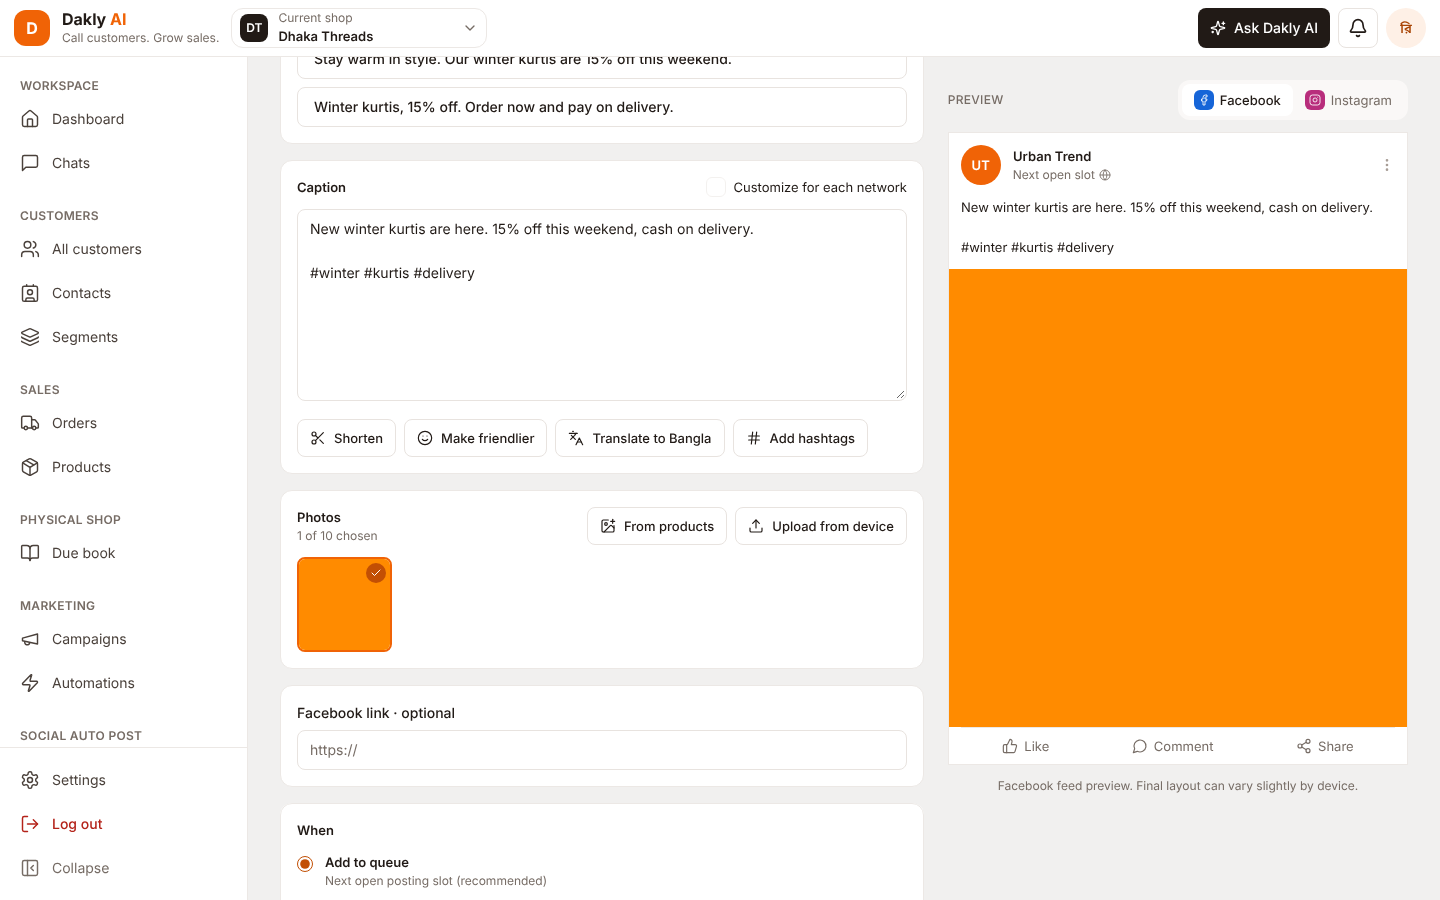 D
Dakly AI
Call customers. Grow sales.
DT
Current shop
Dhaka Threads
Ask Dakly AI
রি
WORKSPACE
Dashboard
Chats
CUSTOMERS
All customers
Contacts
Segments
SALES
Orders
Products
PHYSICAL SHOP
Due book
MARKETING
Campaigns
Automations
SOCIAL AUTO POST
Settings
Log out
Collapse
Stay warm in style. Our winter kurtis are 15% off this weekend.
Winter kurtis, 15% off. Order now and pay on delivery.
Caption
Customize for each network
New winter kurtis are here. 15% off this weekend, cash on delivery.
#winter #kurtis #delivery
Shorten
Make friendlier
Translate to Bangla
Add hashtags
Photos
1 of 10 chosen
From products
Upload from device
Facebook link · optional
https://
When
Add to queue
Next open posting slot (recommended)
PREVIEW
Facebook
Instagram
UT
Urban Trend
Next open slot
New winter kurtis are here. 15% off this weekend, cash on delivery.
#winter #kurtis #delivery
Like
Comment
Share
Facebook feed preview. Final layout can vary slightly by device.